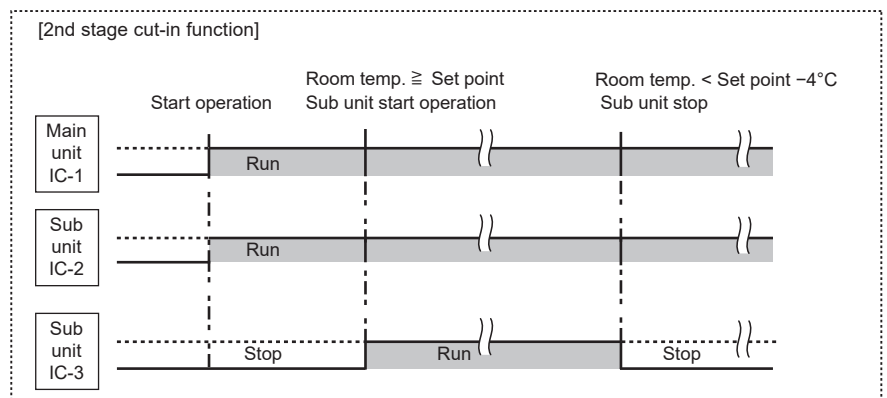 [2nd stage cut-in function]
Room temp. ≧ Set point
Room temp. < Set point −4°C
Start operation
Sub unit start operation
Sub unit stop
Main
unit
IC-1
Run
Sub
unit
IC-2
Run
Sub
unit
IC-3
Stop
Run
Stop